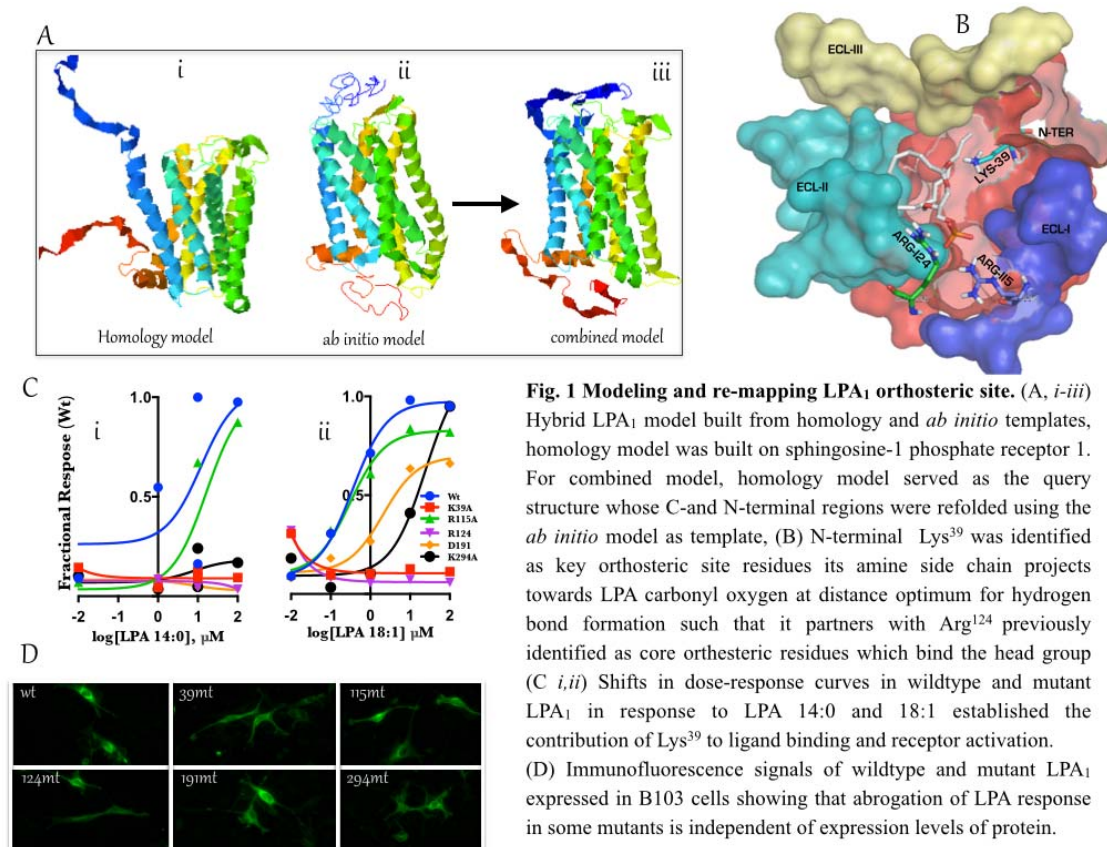 A
i
ii
iii
Homology model
ab initio model
combined model
B
ECL-III
N-TER
LYS-39
ECL-II
ECL-I
ARG-124
ARG-115
C
i
ii
Fractional Response (Wt)
1.0
0.5
-2
-1
0
1
2
log[LPA 14:0], μM
1.0
0.5
-2
-1
0
1
2
log[LPA 18:1] μM
Wt
K39A
R115A
R124
D191
K294A
D
wt
39mt
115mt
124mt
191mt
294mt
Fig. 1 Modeling and re-mapping LPA₁ orthosteric site. (A, i-iii)
Hybrid LPA₁ model built from homology and ab initio templates,
homology model was built on sphingosine-1 phosphate receptor 1.
For combined model, homology model served as the query
structure whose C-and N-terminal regions were refolded using the
ab initio model as template, (B) N-terminal Lys³⁹ was identified
as key orthosteric site residues its amine side chain projects
towards LPA carbonyl oxygen at distance optimum for hydrogen
bond formation such that it partners with Arg¹²⁴ previously
identified as core orthesteric residues which bind the head group
(C i,ii) Shifts in dose-response curves in wildtype and mutant
LPA₁ in response to LPA 14:0 and 18:1 established the
contribution of Lys³⁹ to ligand binding and receptor activation.
(D) Immunofluorescence signals of wildtype and mutant LPA₁
expressed in B103 cells showing that abrogation of LPA response
in some mutants is independent of expression levels of protein.